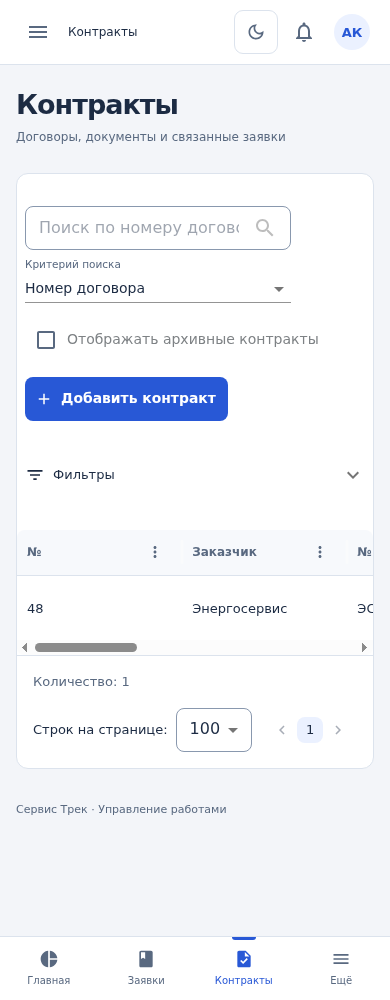 Контракты
АК
Контракты
Договоры, документы и связанные заявки
Поиск по номеру догово
Критерий поиска
Номер договора
Отображать архивные контракты
+ Добавить контракт
Фильтры
№ Заказчик №
48 Энергосервис ЭС
Количество: 1
Строк на странице: 100 1
Сервис Трек · Управление работами
Главная Заявки Контракты Ещё